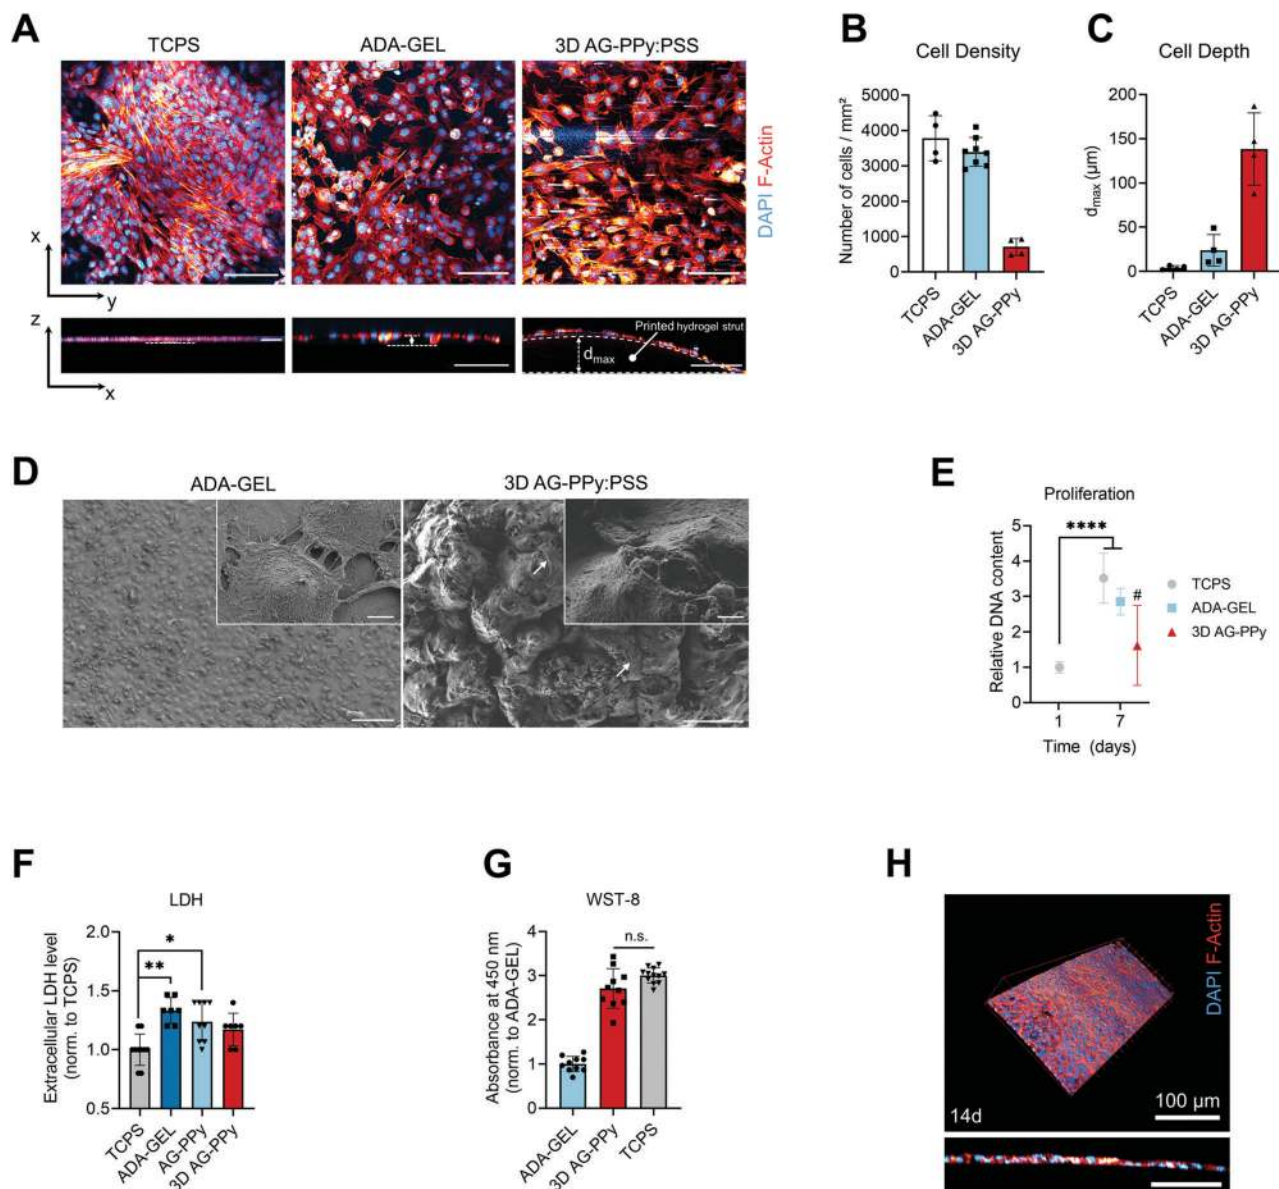 A
TCPS
ADA-GEL
3D AG-PPy:PSS
DAPI F-Actin
x
y
z
x
Printed hydrogel strut
dmax
B
Cell Density
Number of cells / mm²
5000
4000
3000
2000
1000
0
TCPS
ADA-GEL
3D AG-PPy
C
Cell Depth
dmax (µm)
200
150
100
50
0
TCPS
ADA-GEL
3D AG-PPy
D
ADA-GEL
3D AG-PPy:PSS
E
Proliferation
Relative DNA content
5
4
3
2
1
0
****
#
1
7
Time (days)
TCPS
ADA-GEL
3D AG-PPy
F
LDH
Extracellular LDH level
(norm. to TCPS)
2.0
1.5
1.0
0.5
*
**
TCPS
ADA-GEL
AG-PPy
3D AG-PPy
G
WST-8
Absorbance at 450 nm
(norm. to ADA-GEL)
4
3
2
1
0
n.s.
ADA-GEL
3D AG-PPy
TCPS
H
DAPI F-Actin
14d
100 µm